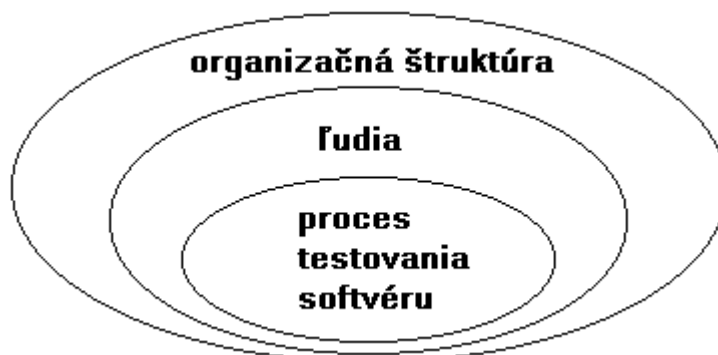 organizačná štruktúra
ľudia
proces
testovania
softvéru